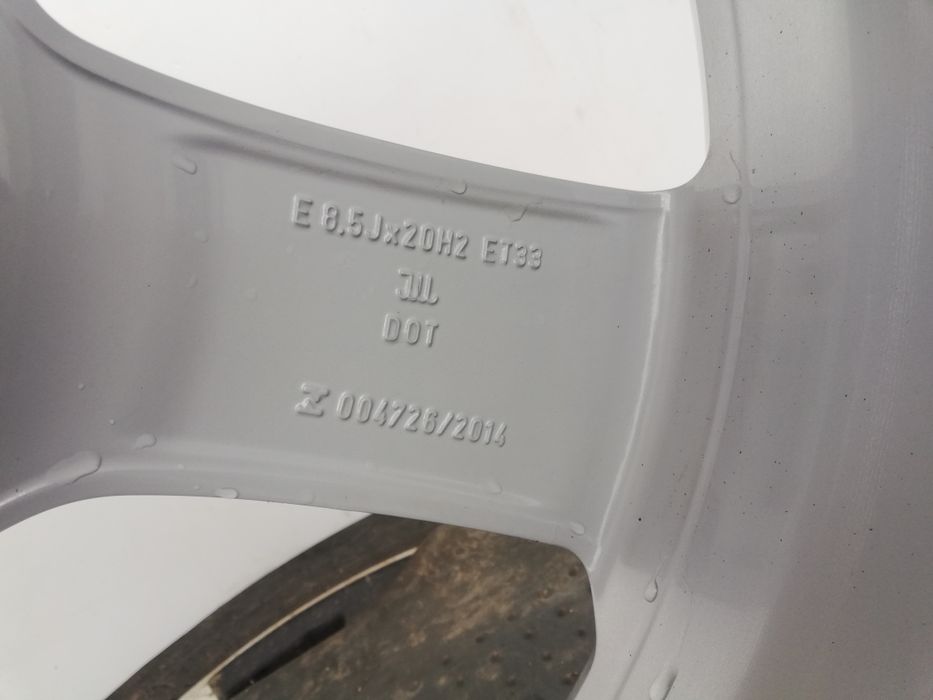 E 8.5Jx20H2 ET33
JWL
DOT
004726/2014